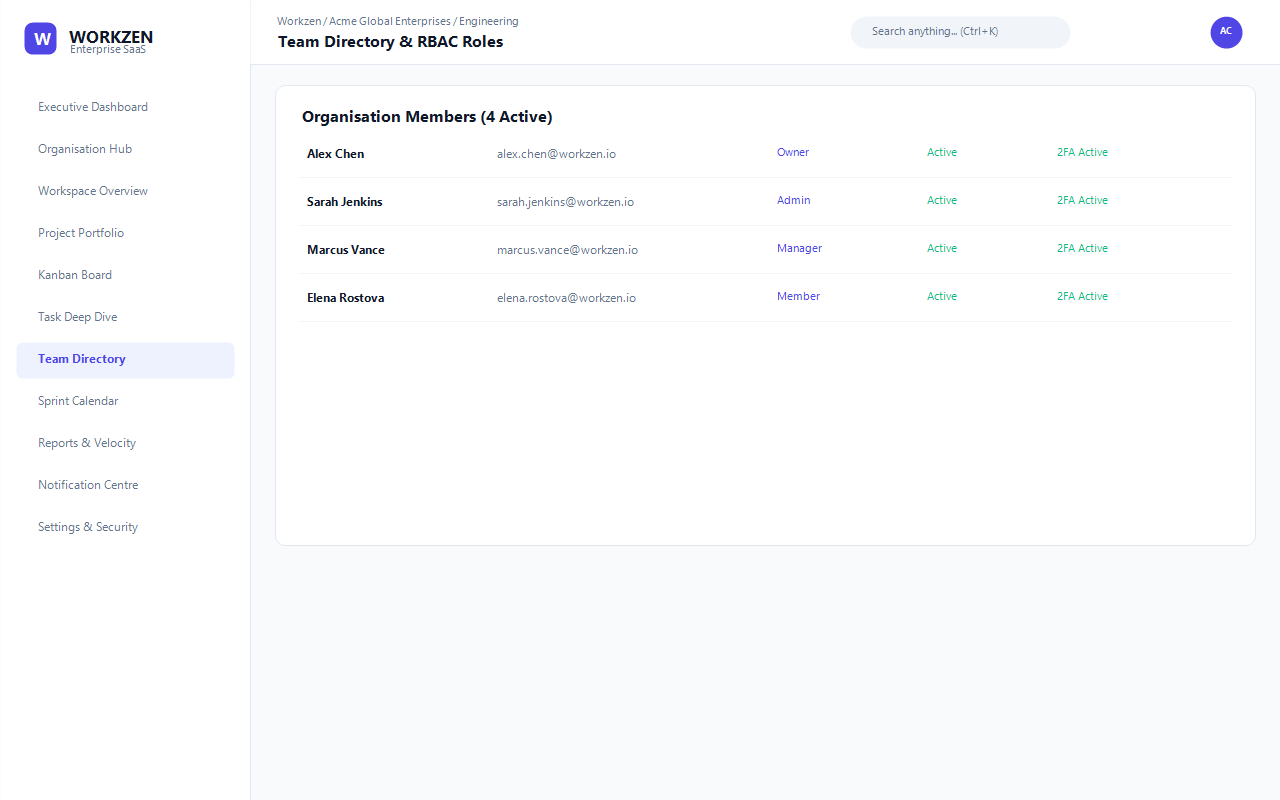 W
WORKZEN
Enterprise SaaS
Executive Dashboard
Organisation Hub
Workspace Overview
Project Portfolio
Kanban Board
Task Deep Dive
Team Directory
Sprint Calendar
Reports & Velocity
Notification Centre
Settings & Security
Workzen / Acme Global Enterprises / Engineering
Team Directory & RBAC Roles
Search anything... (Ctrl+K)
AC
Organisation Members (4 Active)
Alex Chen alex.chen@workzen.io Owner Active 2FA Active
Sarah Jenkins sarah.jenkins@workzen.io Admin Active 2FA Active
Marcus Vance marcus.vance@workzen.io Manager Active 2FA Active
Elena Rostova elena.rostova@workzen.io Member Active 2FA Active